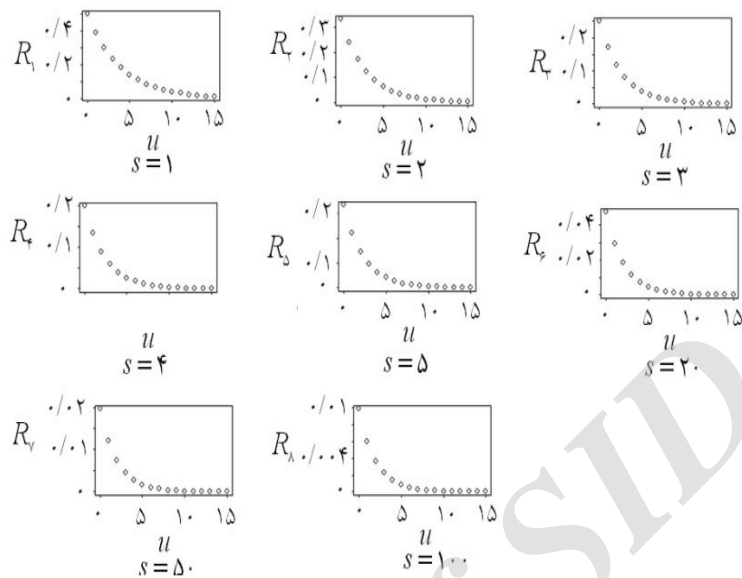 R۱ ۰/۴ ۰/۲ ۰
۰ ۵ ۱۰ ۱۵
u
s = ۱
R۲ ۰/۳ ۰/۲ ۰/۱ ۰
۰ ۵ ۱۰ ۱۵
u
s = ۲
R۳ ۰/۲ ۰/۱ ۰
۰ ۵ ۱۰ ۱۵
u
s = ۳
R۴ ۰/۲ ۰/۱ ۰
u
s = ۴
R۵ ۰/۲ ۰/۱ ۰
۰ ۵ ۱۰ ۱۵
u
s = ۵
R۶ ۰/۰۴ ۰/۰۲ ۰
۰ ۵ ۱۰ ۱۵
u
s = ۲۰
R۷ ۰/۰۲ ۰/۰۱ ۰
۰ ۵ ۱۰ ۱۵
u
s = ۵۰
R۸ ۰/۰۱ ۰/۰۰۴ ۰
۰ ۵ ۱۰ ۱۵
u
s = ۱۰۰
SID